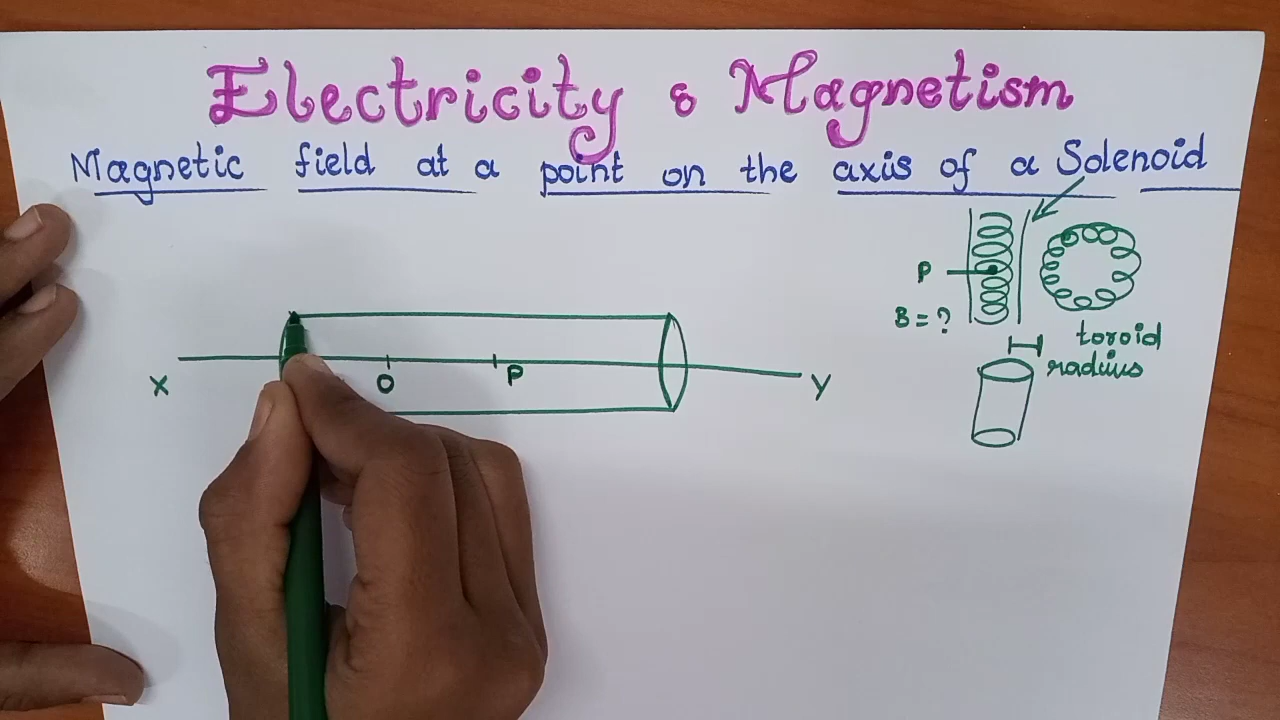 Electricity & Magnetism
Magnetic field at a point on the axis of a Solenoid
P
B = ?
toroid
radius
X
O
P
Y